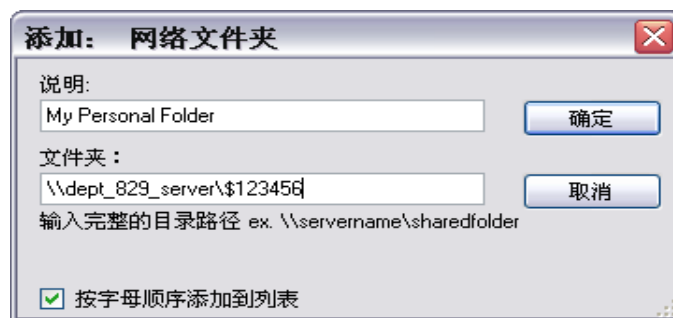 添加： 网络文件夹
说明:
My Personal Folder
确定
文件夹：
\\dept_829_server\$123456
取消
输入完整的目录路径 ex. \\servername\sharedfolder
按字母顺序添加到列表